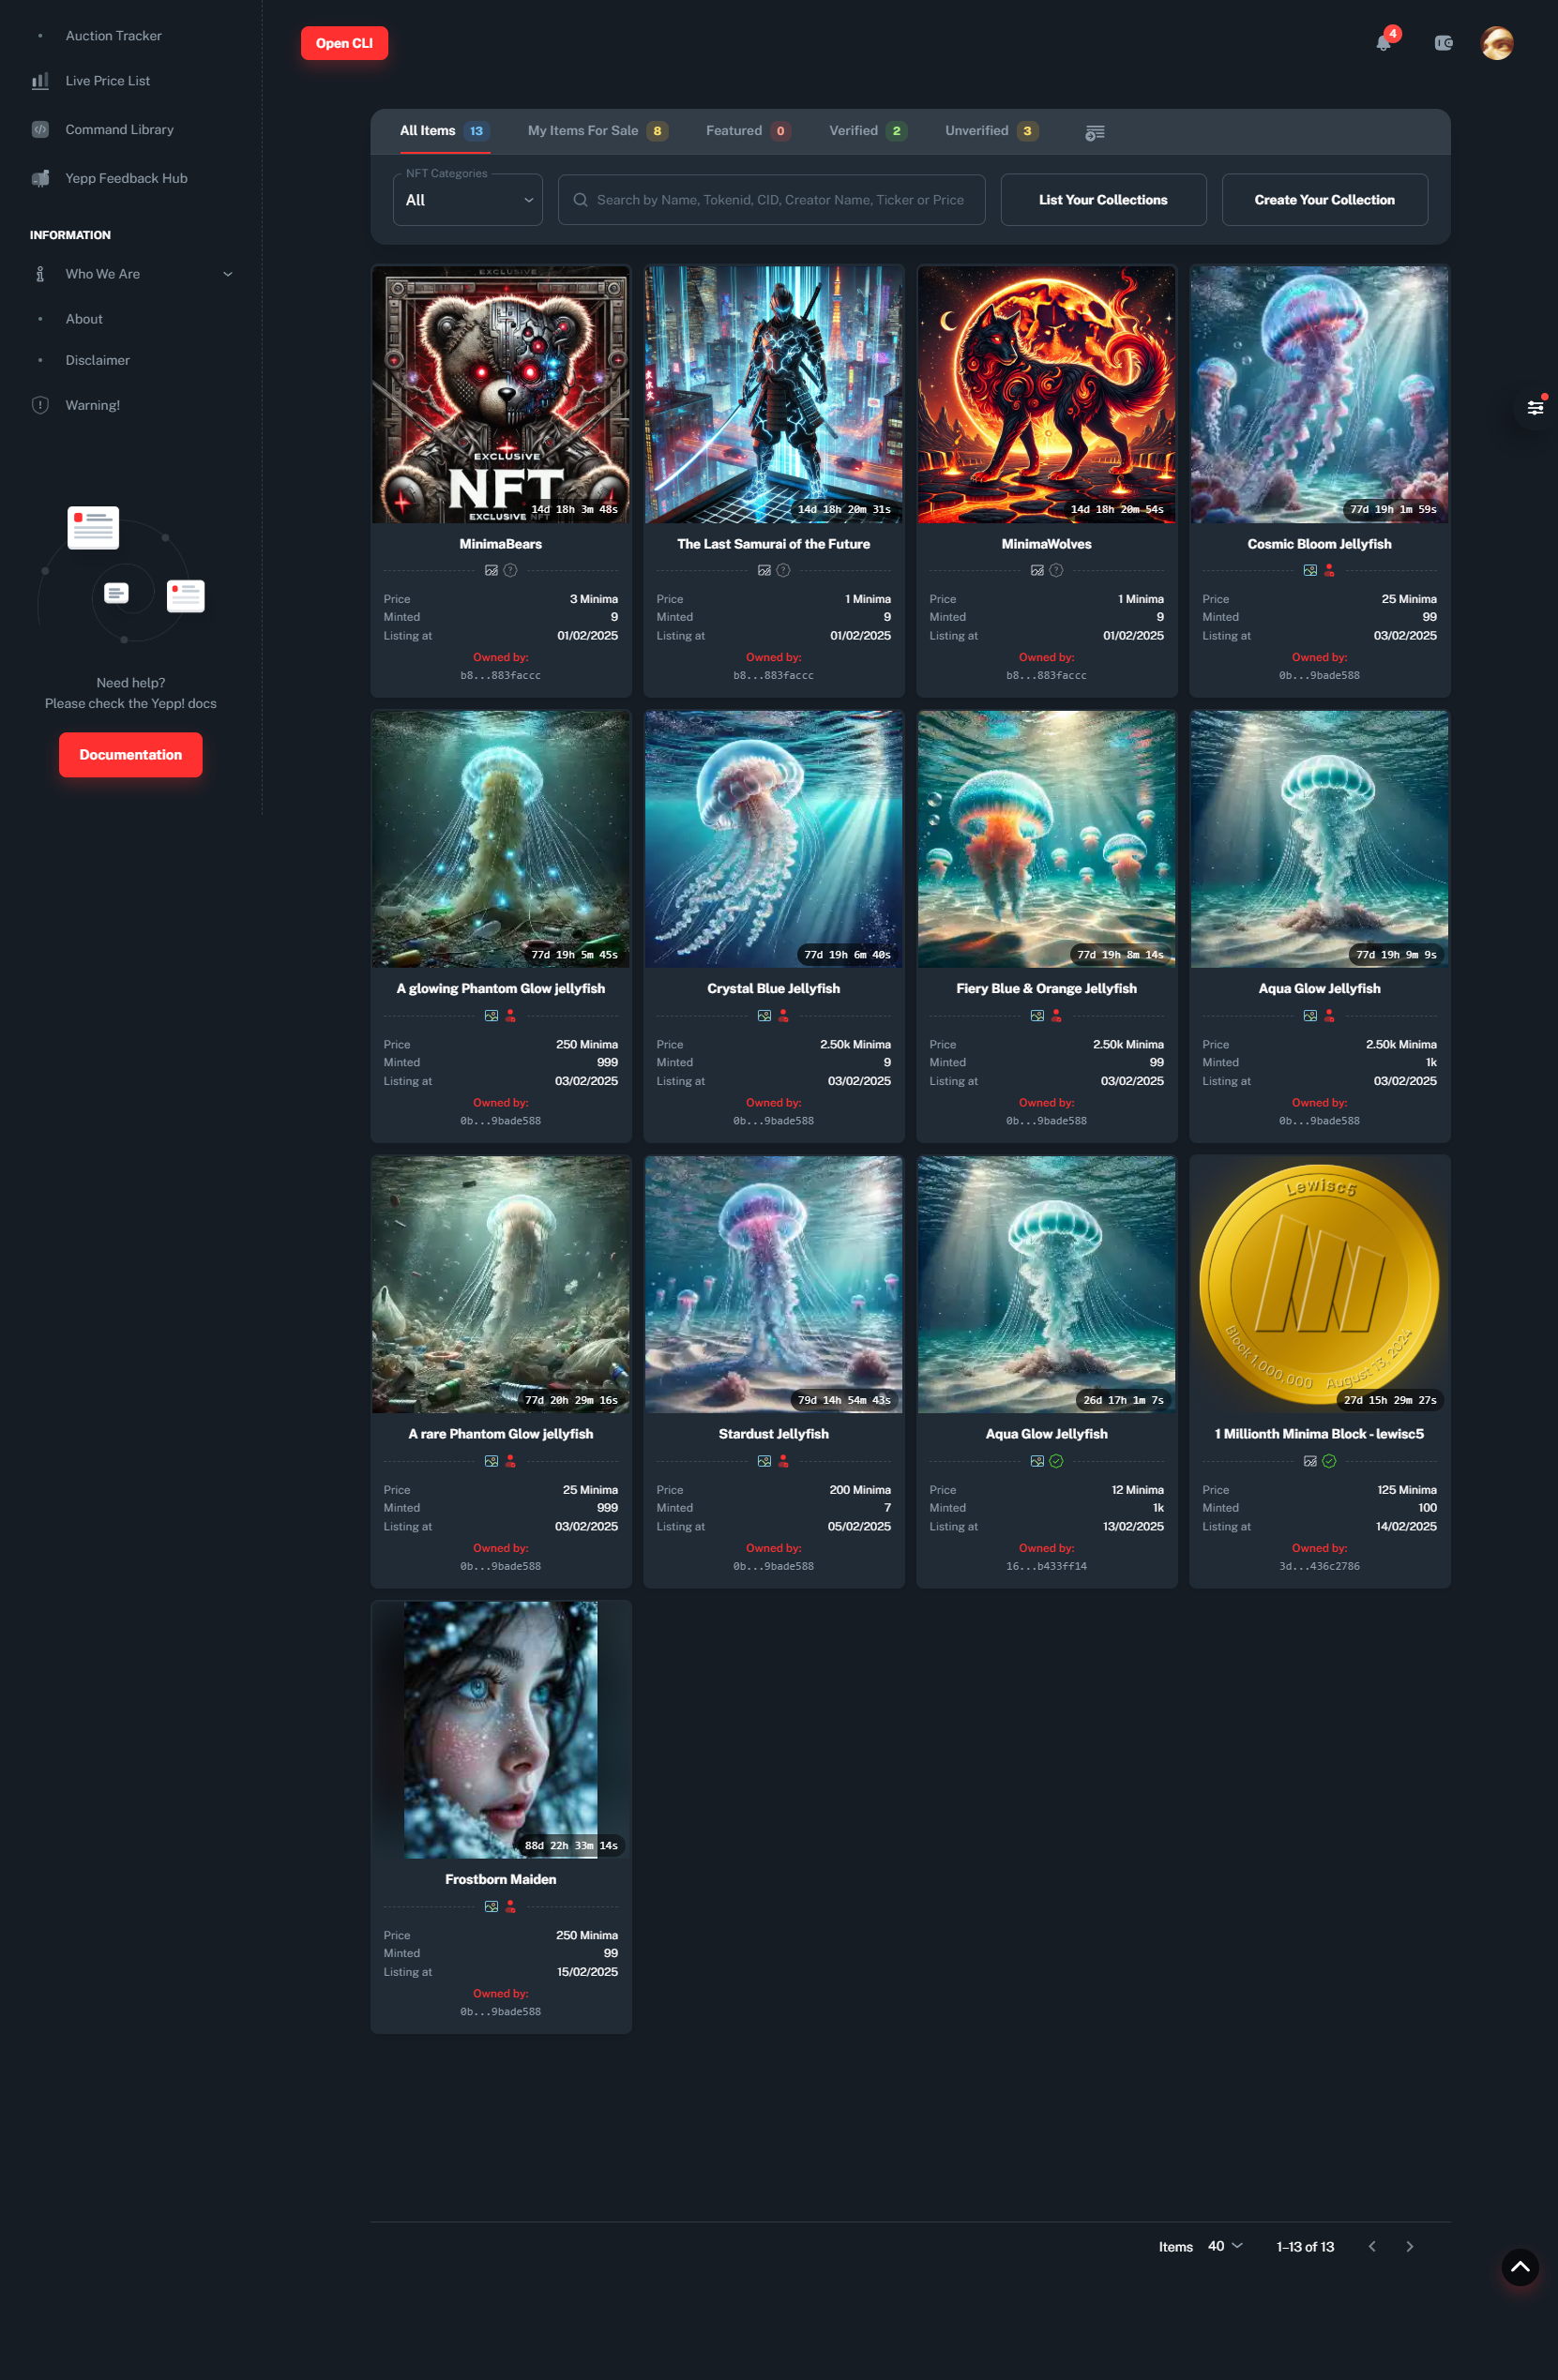 Auction Tracker
Live Price List
Command Library
Yepp Feedback Hub
INFORMATION
Who We Are
About
Disclaimer
Warning!
Need help?
Please check the Yepp! docs
Documentation
Open CLI
4
All Items 13 My Items For Sale 8 Featured 0 Verified 2 Unverified 3
NFT Categories
All
Search by Name, Tokenid, CID, Creator Name, Ticker or Price
List Your Collections
Create Your Collection
EXCLUSIVE
EXCLUSIVE
NFT
EXCLUSIVE NFT
14d 18h 3m 48s
MinimaBears
Price 3 Minima
Minted 9
Listing at 01/02/2025
Owned by:
b8...883faccc
14d 18h 20m 31s
The Last Samurai of the Future
Price 1 Minima
Minted 9
Listing at 01/02/2025
Owned by:
b8...883faccc
14d 18h 20m 54s
MinimaWolves
Price 1 Minima
Minted 9
Listing at 01/02/2025
Owned by:
b8...883faccc
77d 19h 1m 59s
Cosmic Bloom Jellyfish
Price 25 Minima
Minted 99
Listing at 03/02/2025
Owned by:
0b...9bade588
77d 19h 5m 45s
A glowing Phantom Glow jellyfish
Price 250 Minima
Minted 999
Listing at 03/02/2025
Owned by:
0b...9bade588
77d 19h 6m 40s
Crystal Blue Jellyfish
Price 2.50k Minima
Minted 9
Listing at 03/02/2025
Owned by:
0b...9bade588
77d 19h 8m 14s
Fiery Blue & Orange Jellyfish
Price 2.50k Minima
Minted 99
Listing at 03/02/2025
Owned by:
0b...9bade588
77d 19h 9m 9s
Aqua Glow Jellyfish
Price 2.50k Minima
Minted 1k
Listing at 03/02/2025
Owned by:
0b...9bade588
77d 20h 29m 16s
A rare Phantom Glow jellyfish
Price 25 Minima
Minted 999
Listing at 03/02/2025
Owned by:
0b...9bade588
79d 14h 54m 43s
Stardust Jellyfish
Price 200 Minima
Minted 7
Listing at 05/02/2025
Owned by:
0b...9bade588
26d 17h 1m 7s
Aqua Glow Jellyfish
Price 12 Minima
Minted 1k
Listing at 13/02/2025
Owned by:
16...b433ff14
Lewisc5
Block 1,000,000 August 13, 2024
27d 15h 29m 27s
1 Millionth Minima Block - lewisc5
Price 125 Minima
Minted 100
Listing at 14/02/2025
Owned by:
3d...436c2786
88d 22h 33m 14s
Frostborn Maiden
Price 250 Minima
Minted 99
Listing at 15/02/2025
Owned by:
0b...9bade588
Items 40 1–13 of 13